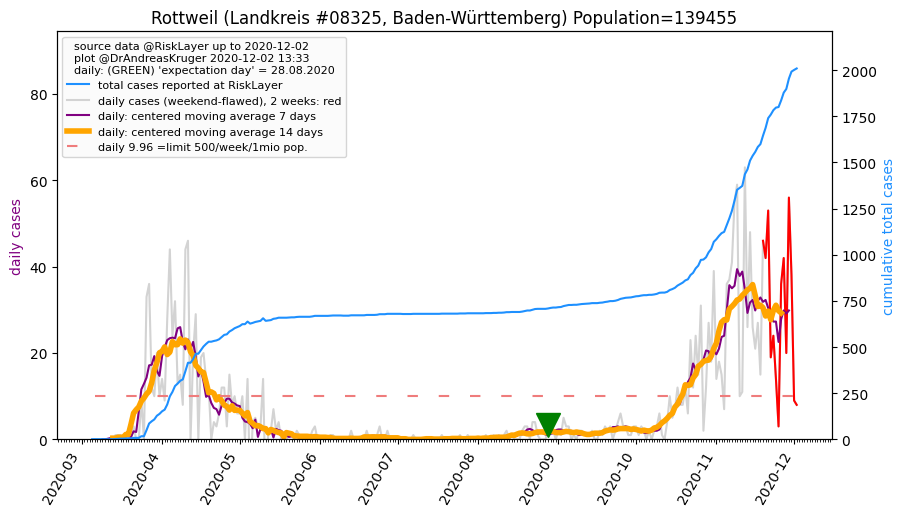 Rottweil (Landkreis #08325, Baden-Württemberg) Population=139455
source data @RiskLayer up to 2020-12-02
plot @DrAndreasKruger 2020-12-02 13:33
daily: (GREEN) 'expectation day' = 28.08.2020
total cases reported at RiskLayer
daily cases (weekend-flawed), 2 weeks: red
daily: centered moving average 7 days
daily: centered moving average 14 days
daily 9.96 =limit 500/week/1mio pop.
daily cases
80
60
40
20
0
cumulative total cases
2000
1750
1500
1250
1000
750
500
250
0
2020-03
2020-04
2020-05
2020-06
2020-07
2020-08
2020-09
2020-10
2020-11
2020-12